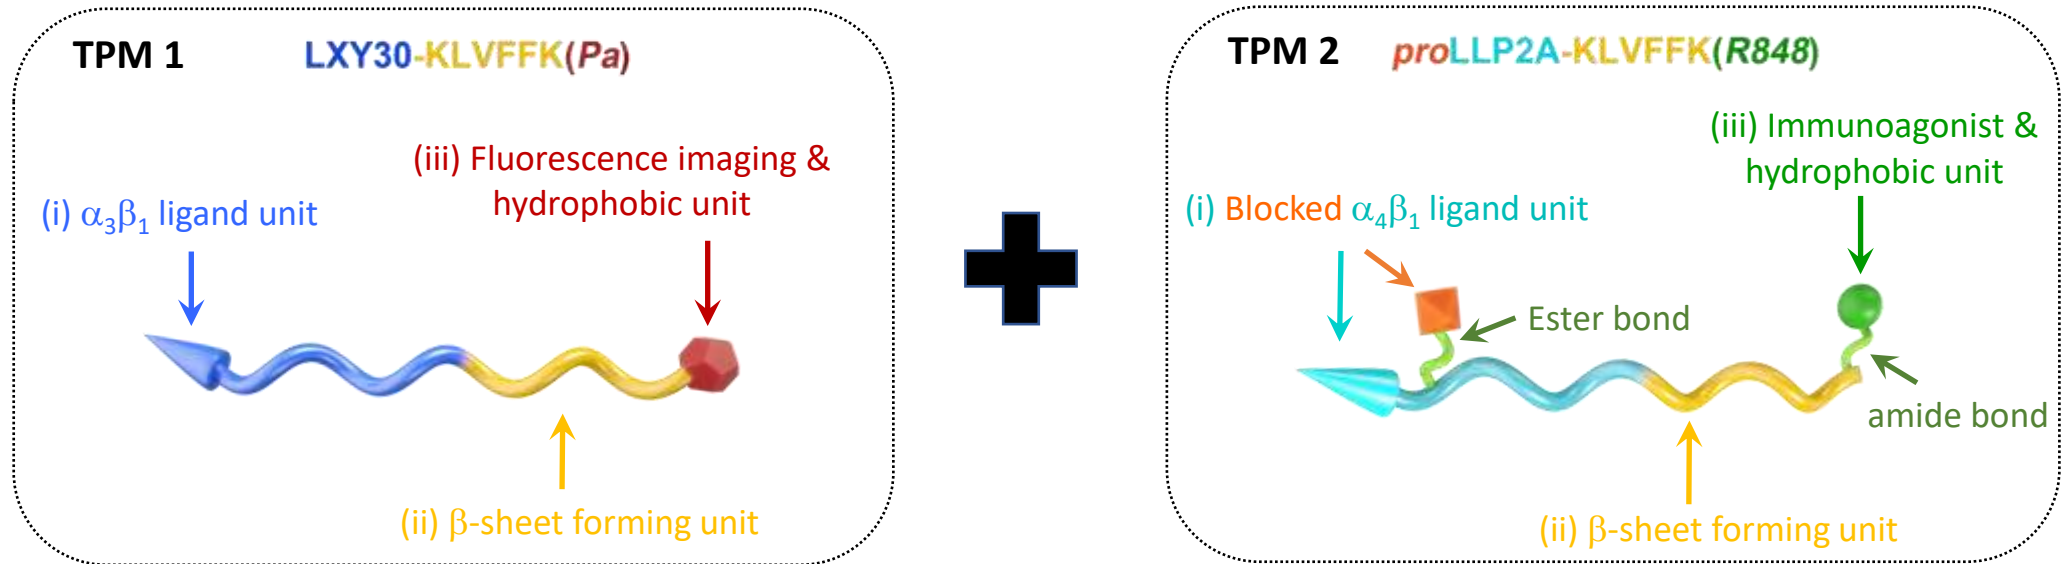 TPM 1
LXY30-KLVFFK(Pa)
(iii) Fluorescence imaging &
hydrophobic unit
(i) α3β1 ligand unit
(ii) β-sheet forming unit
TPM 2
proLLP2A-KLVFFK(R848)
(iii) Immunoagonist &
hydrophobic unit
(i) Blocked α4β1 ligand unit
Ester bond
amide bond
(ii) β-sheet forming unit